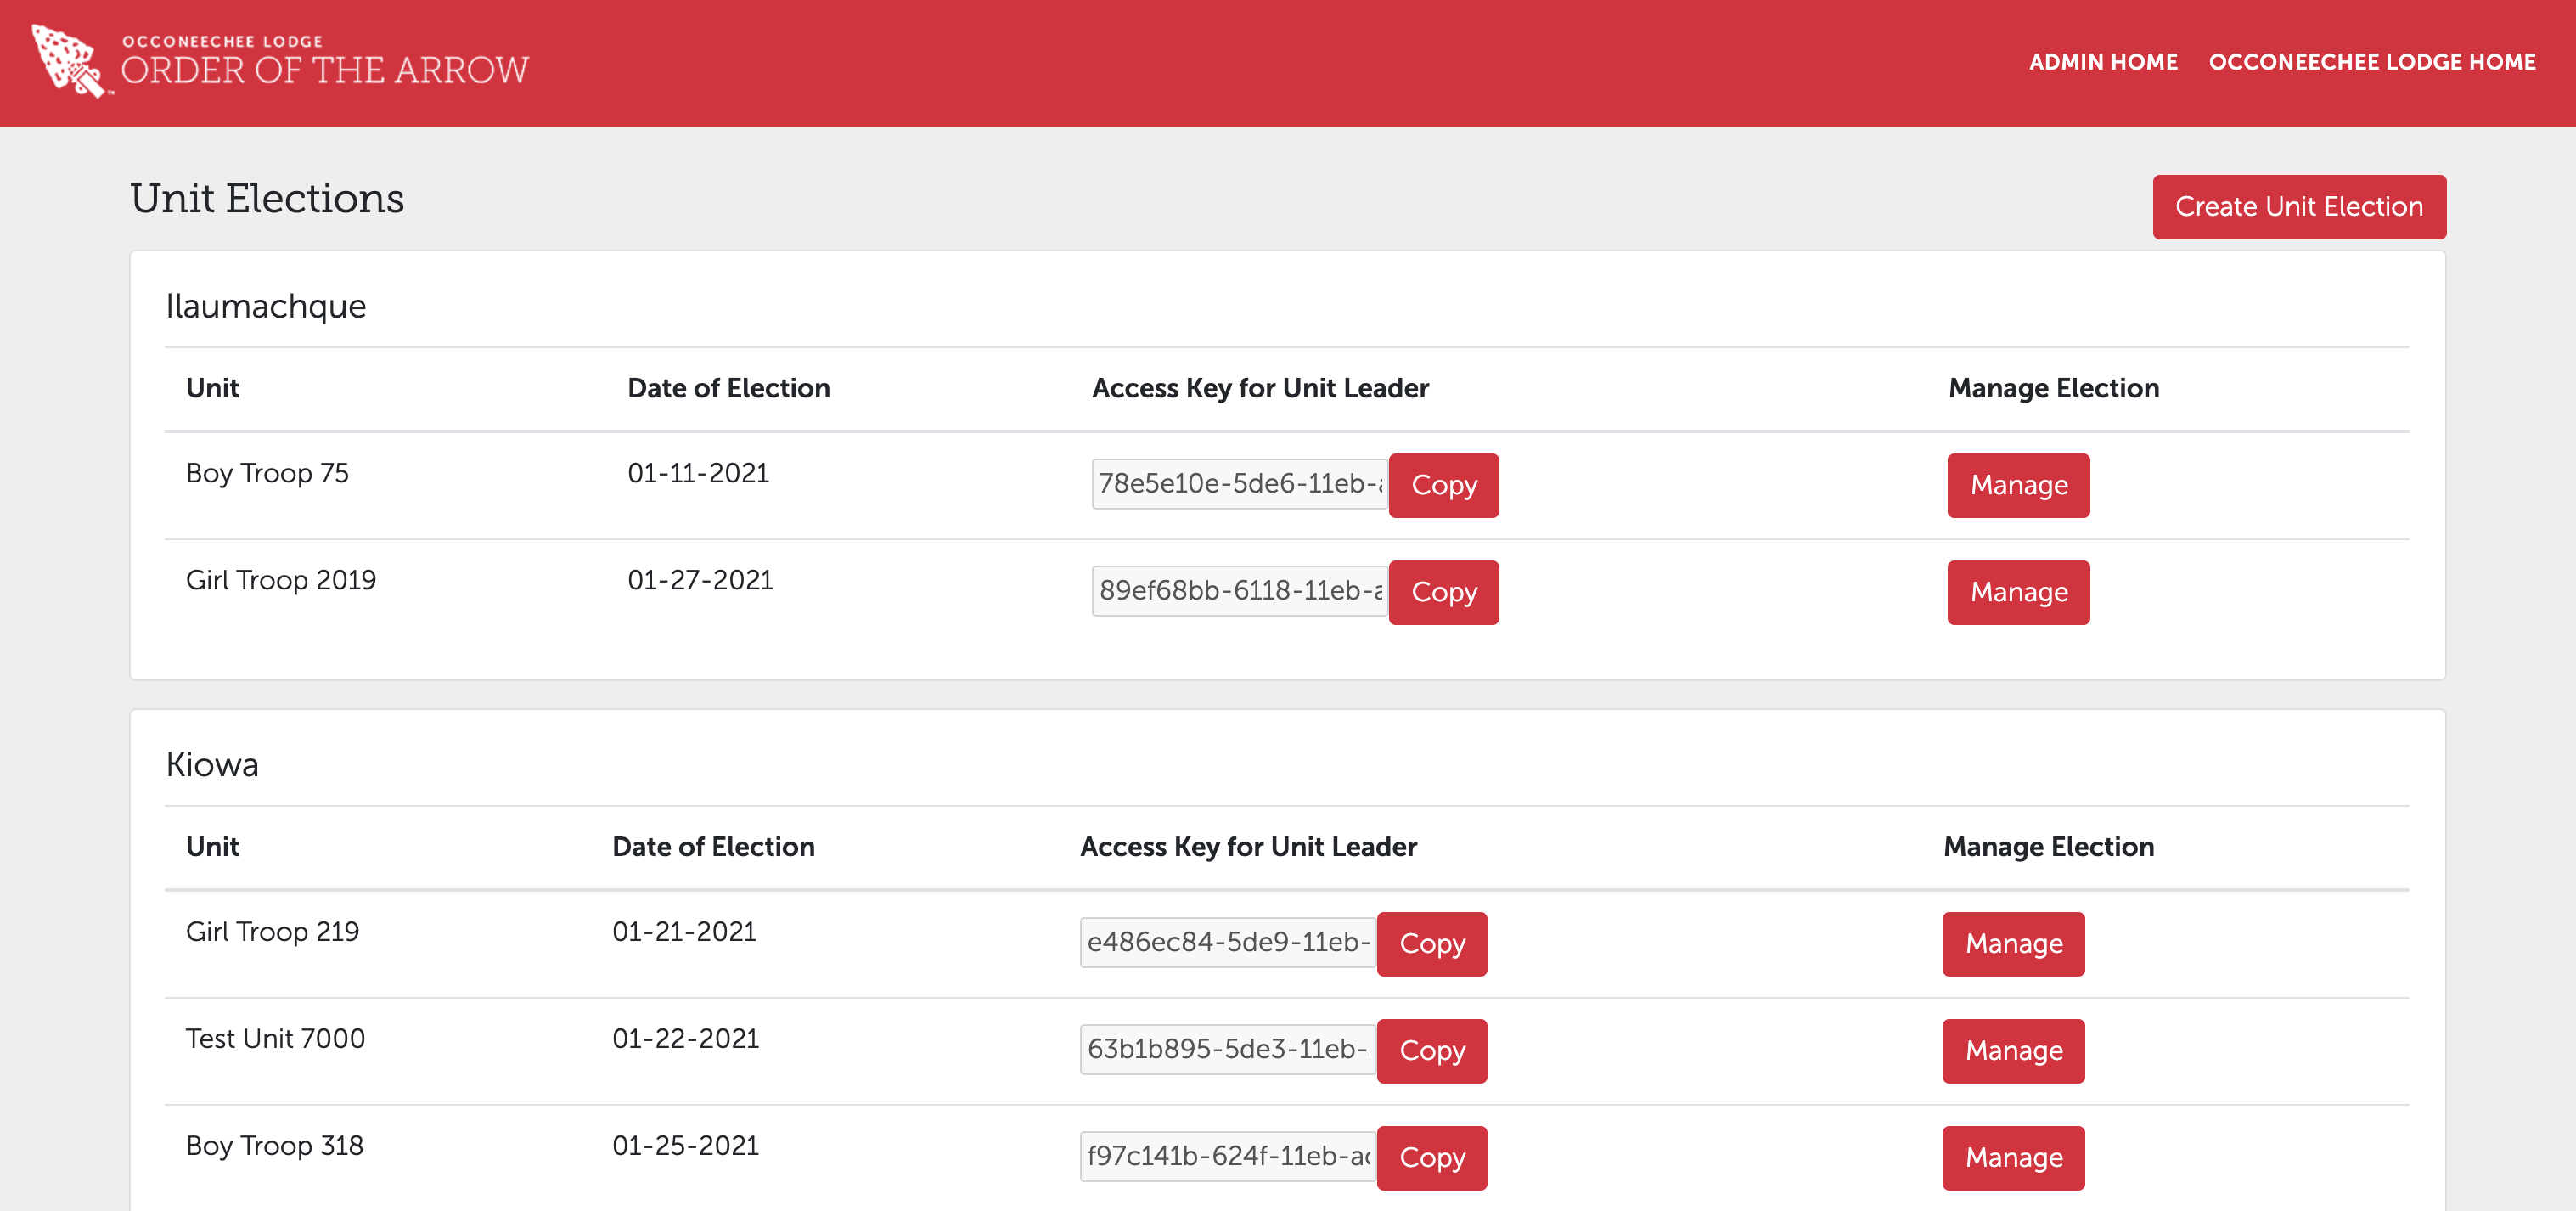 OCCONEECHEE LODGE
ORDER OF THE ARROW
ADMIN HOME OCCONEECHEE LODGE HOME
Unit Elections
Create Unit Election
Ilaumachque
Unit Date of Election Access Key for Unit Leader Manage Election
Boy Troop 75 01-11-2021 78e5e10e-5de6-11eb- Copy Manage
Girl Troop 2019 01-27-2021 89ef68bb-6118-11eb-a Copy Manage
Kiowa
Unit Date of Election Access Key for Unit Leader Manage Election
Girl Troop 219 01-21-2021 e486ec84-5de9-11eb- Copy Manage
Test Unit 7000 01-22-2021 63b1b895-5de3-11eb- Copy Manage
Boy Troop 318 01-25-2021 f97c141b-624f-11eb-a Copy Manage